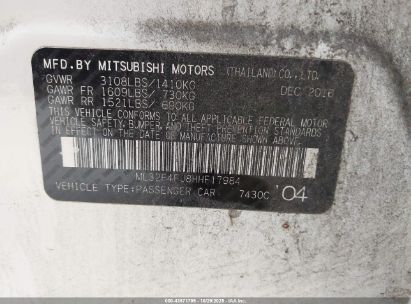 MFD.BY MITSUBISHI MOTORS (THAILAND)CO.,LTD.
GVWR 3108LBS/1410KG DEC 2016
GAWR FR 1609LBS/730KG
GAWR RR 1521LBS/690KG
THIS VEHICLE CONFORMS TO ALL APPLICABLE FEDERAL MOTOR
VEHICLE SAFETY, BUMPER AND THEFT PREVENTION STANDARDS
IN EFFECT ON THE DATE OF MANUFACTURE SHOWN ABOVE.
ML32F4FJ8HHF17964
VEHICLE TYPE:PASSENGER CAR 7430C '04